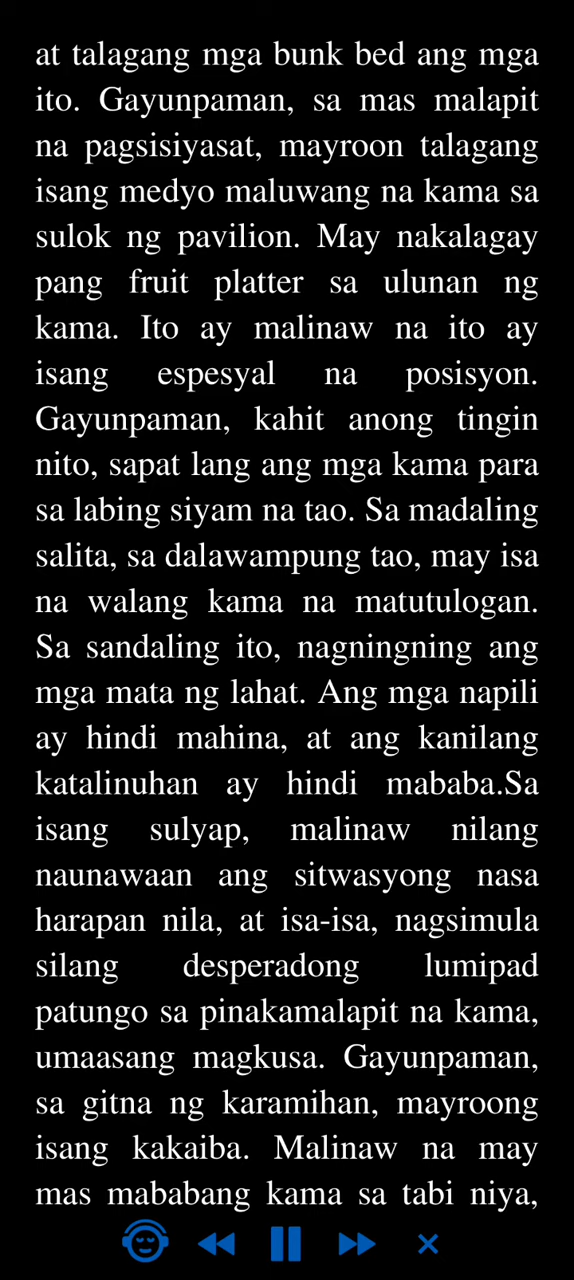 at talagang mga bunk bed ang mga
ito. Gayunpaman, sa mas malapit
na pagsisiyasat, mayroon talagang
isang medyo maluwang na kama sa
sulok ng pavilion. May nakalagay
pang fruit platter sa ulunan ng
kama. Ito ay malinaw na ito ay
isang espesyal na posisyon.
Gayunpaman, kahit anong tingin
nito, sapat lang ang mga kama para
sa labing siyam na tao. Sa madaling
salita, sa dalawampung tao, may isa
na walang kama na matutulogan.
Sa sandaling ito, nagningning ang
mga mata ng lahat. Ang mga napili
ay hindi mahina, at ang kanilang
katalinuhan ay hindi mababa.Sa
isang sulyap, malinaw nilang
naunawaan ang sitwasyong nasa
harapan nila, at isa-isa, nagsimula
silang desperadong lumipad
patungo sa pinakamalapit na kama,
umaasang magkusa. Gayunpaman,
sa gitna ng karamihan, mayroong
isang kakaiba. Malinaw na may
mas mababang kama sa tabi niya,